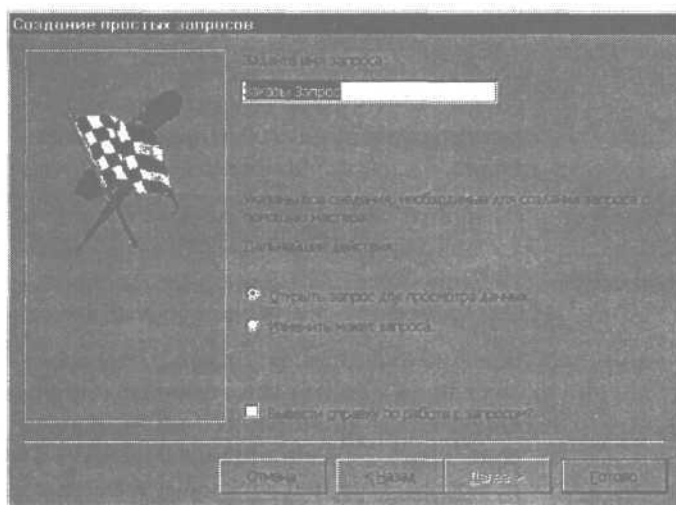 Создание простых запросов
Задайте имя запроса:
Заказы Запрос
Указаны все сведения, необходимые для создания запроса с
помощью мастера.
Дальнейшие действия:
Открыть запрос для просмотра данных.
Изменить макет запроса.
Вывести справку по работе с запросом?
Отмена
< Назад
Далее >
Готово